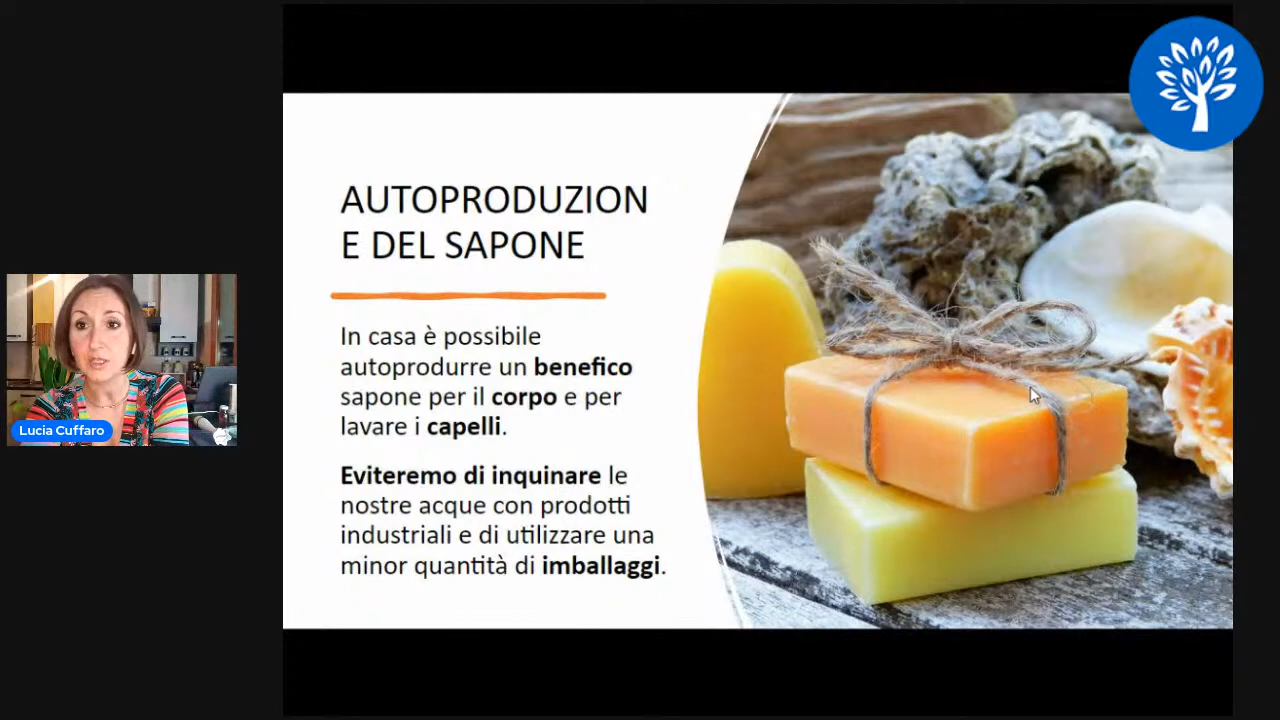 AUTOPRODUZION
E DEL SAPONE
In casa è possibile
autoprodurre un benefico
sapone per il corpo e per
lavare i capelli.
Eviteremo di inquinare le
nostre acque con prodotti
industriali e di utilizzare una
minor quantità di imballaggi.
Lucia Cuffaro